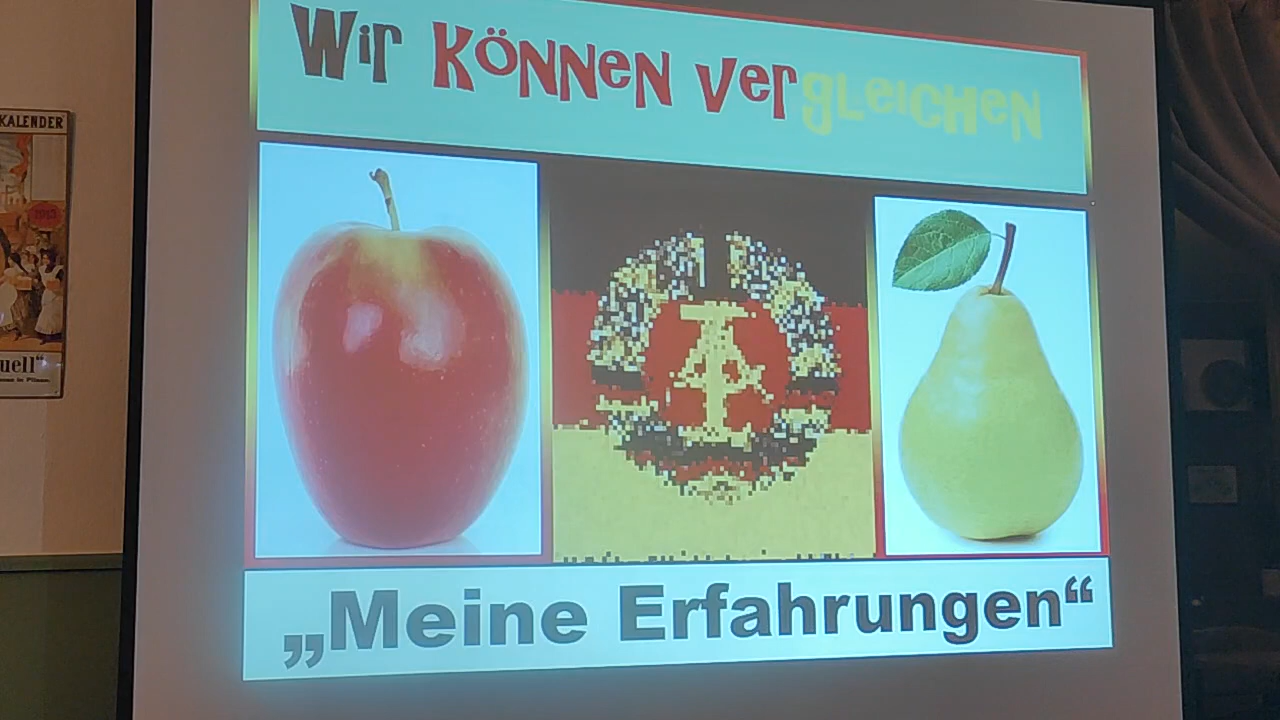 Wir können vergleichen
KALENDER
uell“
„Meine Erfahrungen“